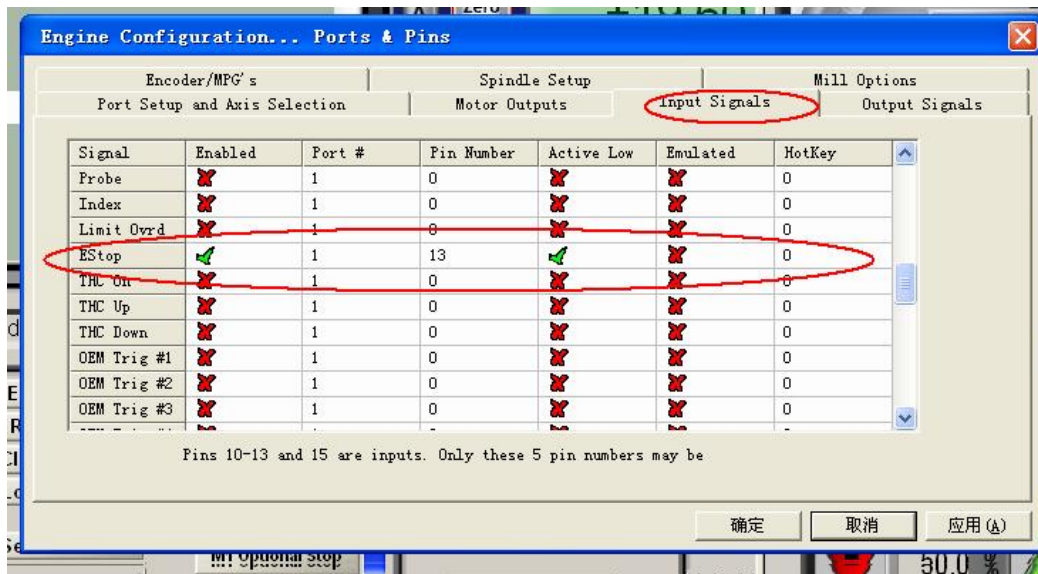 Zero
Engine Configuration... Ports & Pins
Encoder/MPG's Spindle Setup Mill Options
Port Setup and Axis Selection Motor Outputs Input Signals Output Signals
Signal Enabled Port # Pin Number Active Low Emulated HotKey
Probe 1 0 0
Index 1 0 0
Limit Ovrd 1 0 0
EStop 1 13 0
THC On 1 0 0
THC Up 1 0 0
THC Down 1 0 0
OEM Trig #1 1 0 0
OEM Trig #2 1 0 0
OEM Trig #3 1 0 0
Pins 10-13 and 15 are inputs. Only these 5 pin numbers may be
确定 取消 应用(A)
M1 Optional Stop 50.0 %